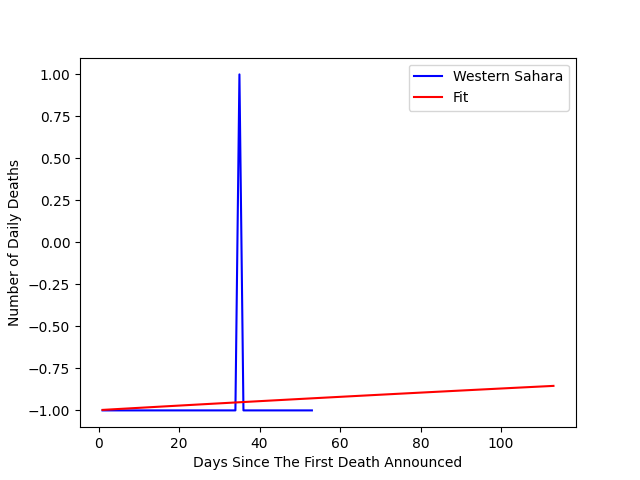 Western Sahara
Fit
1.00
0.75
0.50
0.25
0.00
−0.25
−0.50
−0.75
−1.00
Number of Daily Deaths
0 20 40 60 80 100
Days Since The First Death Announced